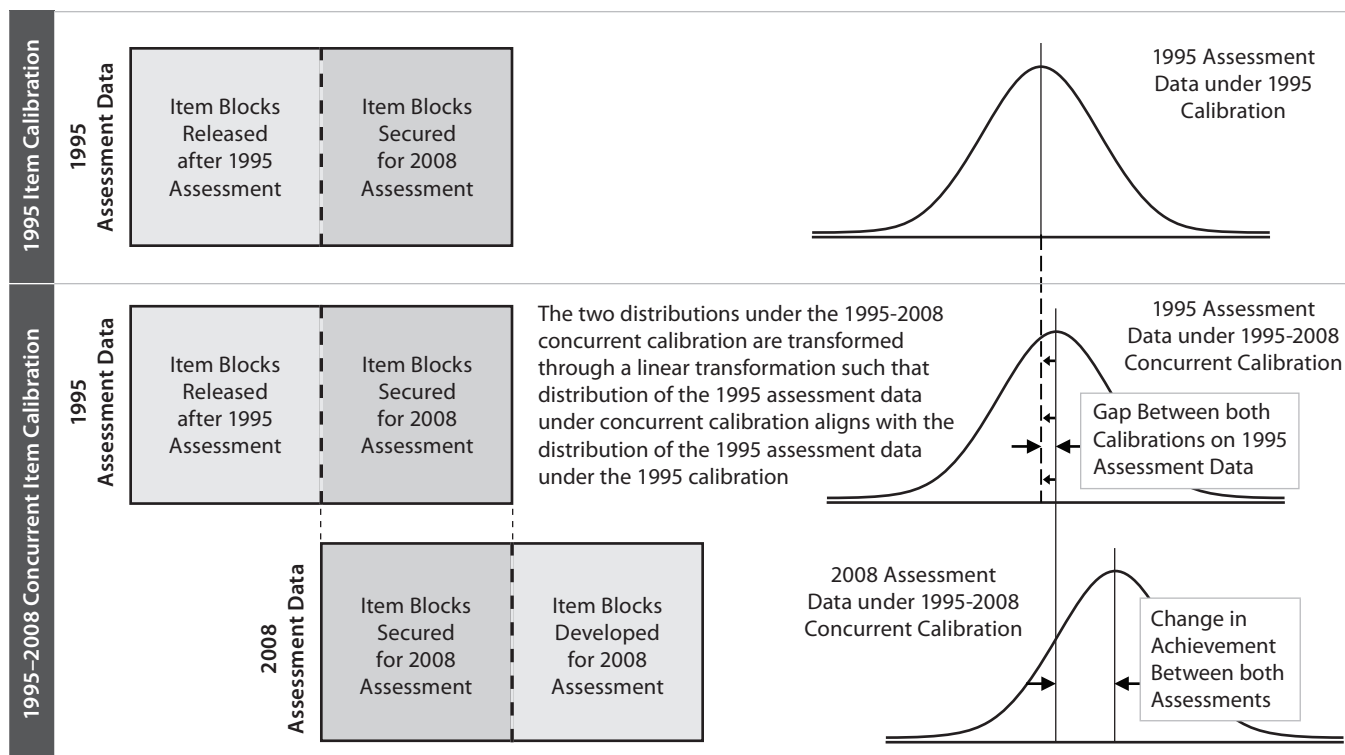 1995 Item Calibration
1995
Assessment Data
Item Blocks
Released
after 1995
Assessment
Item Blocks
Secured
for 2008
Assessment
1995 Assessment
Data under 1995
Calibration
1995–2008 Concurrent Item Calibration
1995
Assessment Data
Item Blocks
Released
after 1995
Assessment
Item Blocks
Secured
for 2008
Assessment
The two distributions under the 1995-2008
concurrent calibration are transformed
through a linear transformation such that
distribution of the 1995 assessment data
under concurrent calibration aligns with the
distribution of the 1995 assessment data
under the 1995 calibration
1995 Assessment
Data under 1995-2008
Concurrent Calibration
Gap Between both
Calibrations on 1995
Assessment Data
2008
Assessment Data
Item Blocks
Secured
for 2008
Assessment
Item Blocks
Developed
for 2008
Assessment
2008 Assessment
Data under 1995-2008
Concurrent Calibration
Change in
Achievement
Between both
Assessments